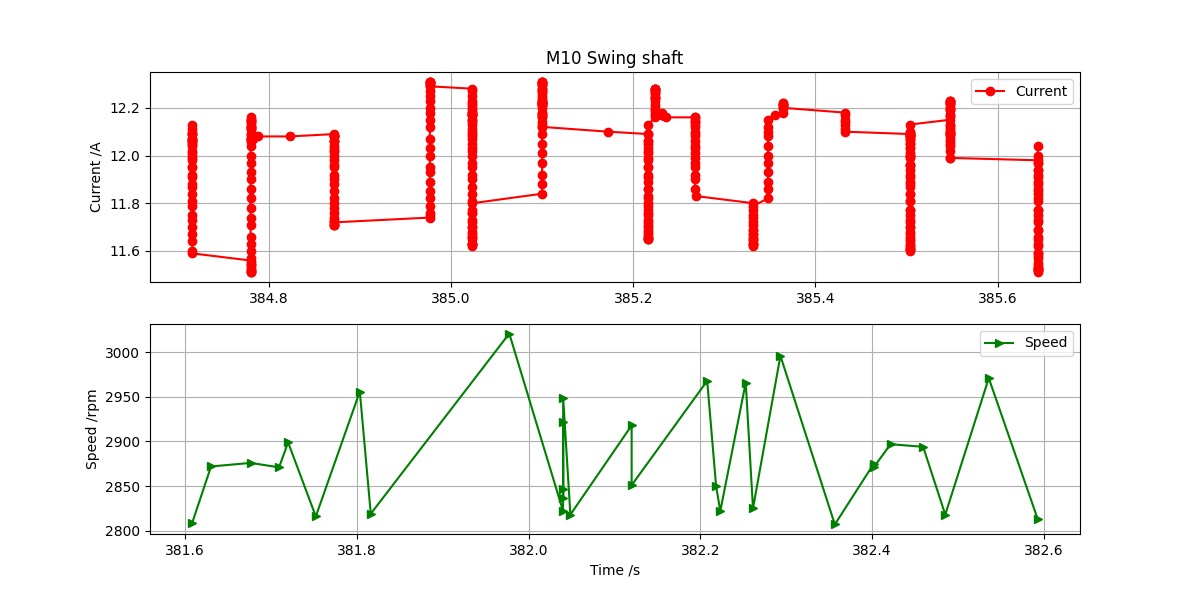 M10 Swing shaft
Current /A
12.2
12.0
11.8
11.6
Current
384.8 385.0 385.2 385.4 385.6
Speed /rpm
3000
2950
2900
2850
2800
Speed
381.6 381.8 382.0 382.2 382.4 382.6
Time /s